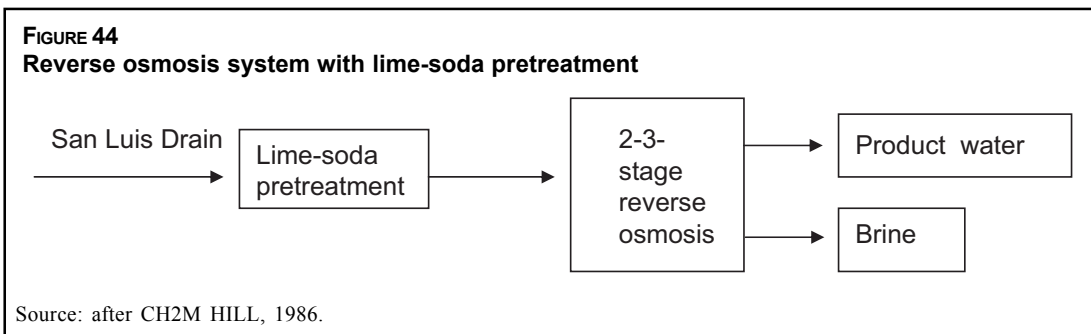 FIGURE 44
Reverse osmosis system with lime-soda pretreatment
San Luis Drain
Lime-soda
pretreatment
2-3-
stage
reverse
osmosis
Product water
Brine
Source: after CH2M HILL, 1986.